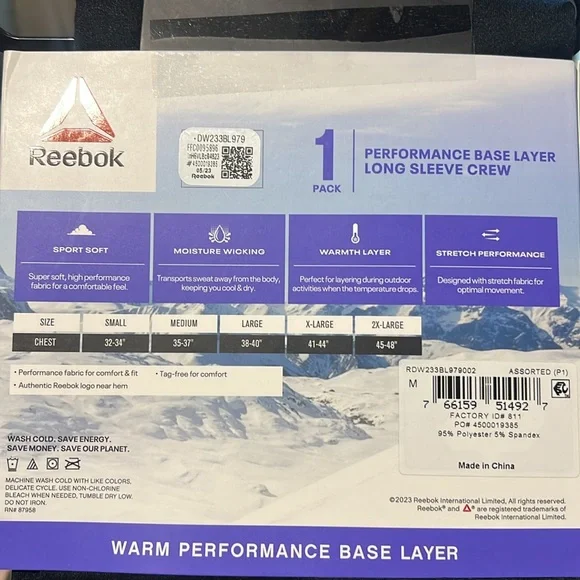 Reebok
DW233BL979
FFC0095B96
#4500019385
05/23
Reebok
1
PACK
PERFORMANCE BASE LAYER
LONG SLEEVE CREW
SPORT SOFT
Super soft, high performance
fabric for a comfortable feel.
MOISTURE WICKING
Transports sweat away from the body,
keeping you cool & dry.
WARMTH LAYER
Perfect for layering during outdoor
activities when the temperature drops.
STRETCH PERFORMANCE
Designed with stretch fabric for
optimal movement.
SIZE SMALL MEDIUM LARGE X-LARGE 2X-LARGE
CHEST 32-34" 35-37" 38-40" 41-44" 45-48"
• Performance fabric for comfort & fit
• Tag-free for comfort
• Authentic Reebok logo near hem
RDW233BL979002 ASSORTED (P1)
M
7 66159 51492 7
FACTORY ID# 811
PO# 4500019385
95% Polyester 5% Spandex
Made in China
WASH COLD. SAVE ENERGY.
SAVE MONEY. SAVE OUR PLANET.
MACHINE WASH COLD WITH LIKE COLORS,
DELICATE CYCLE. USE NON-CHLORINE
BLEACH WHEN NEEDED, TUMBLE DRY LOW.
DO NOT IRON.
RN# 87958
©2023 Reebok International Limited, All rights reserved.
Reebok® and ® are registered trademarks of
Reebok International Limited.
WARM PERFORMANCE BASE LAYER